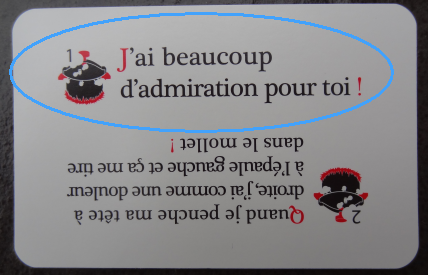 1
J'ai beaucoup
d'admiration pour toi !
2
Quand je penche ma tête à
droite, j'ai comme une douleur
à l'épaule gauche et ça me tire
dans le mollet !